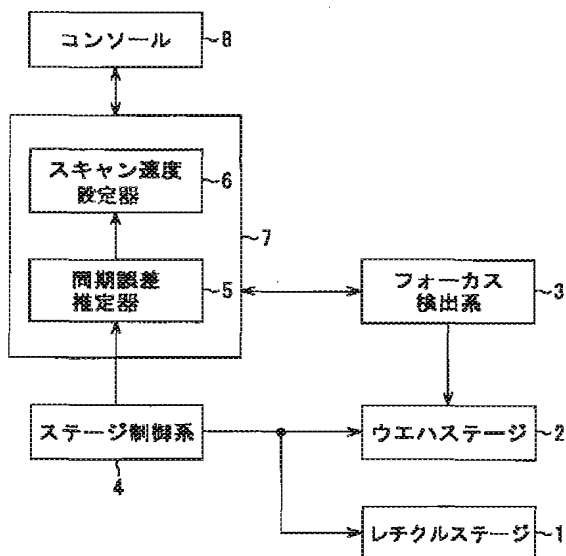 コンソール
~8
スキャン速度
設定器
~6
~7
同期誤差
推定器
~5
フォーカス
検出系
~3
ステージ制御系
4
ウエハステージ
~2
レチクルステージ
~1